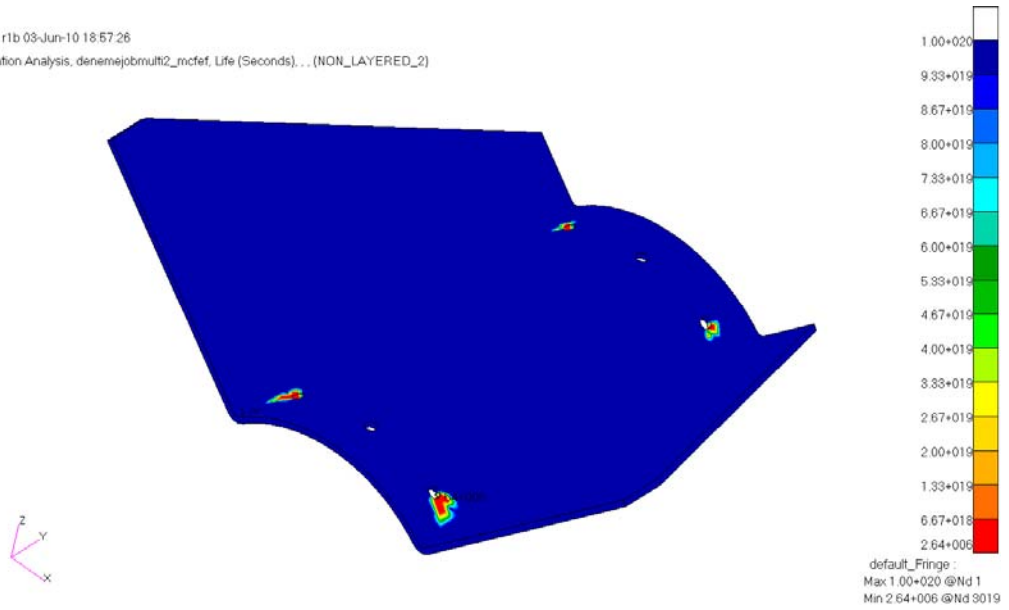 r1b 03-Jun-10 18:57:26
tion Analysis, denemejobmulti2_mcfef, Life (Seconds), . . (NON_LAYERED_2)
1.00+020
9.33+019
8.67+019
8.00+019
7.33+019
6.67+019
6.00+019
5.33+019
4.67+019
4.00+019
3.33+019
2.67+019
2.00+019
1.33+019
6.67+018
2.64+006
default_Fringe :
Max 1.00+020 @Nd 1
Min 2.64+006 @Nd 3019
Z
Y
X